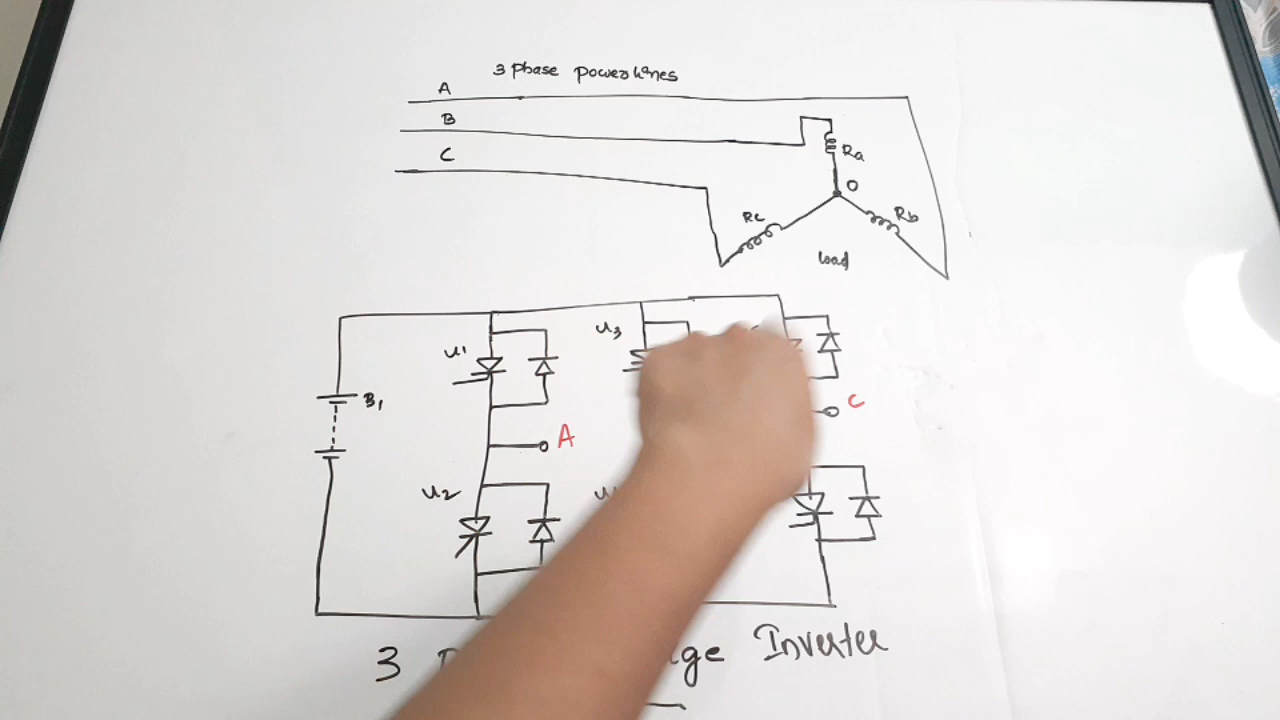 3 Phase powerlines
A
B
C
Ra
O
Rc
Rb
load
U1
U3
B1
C
A
U2
3
Inverter